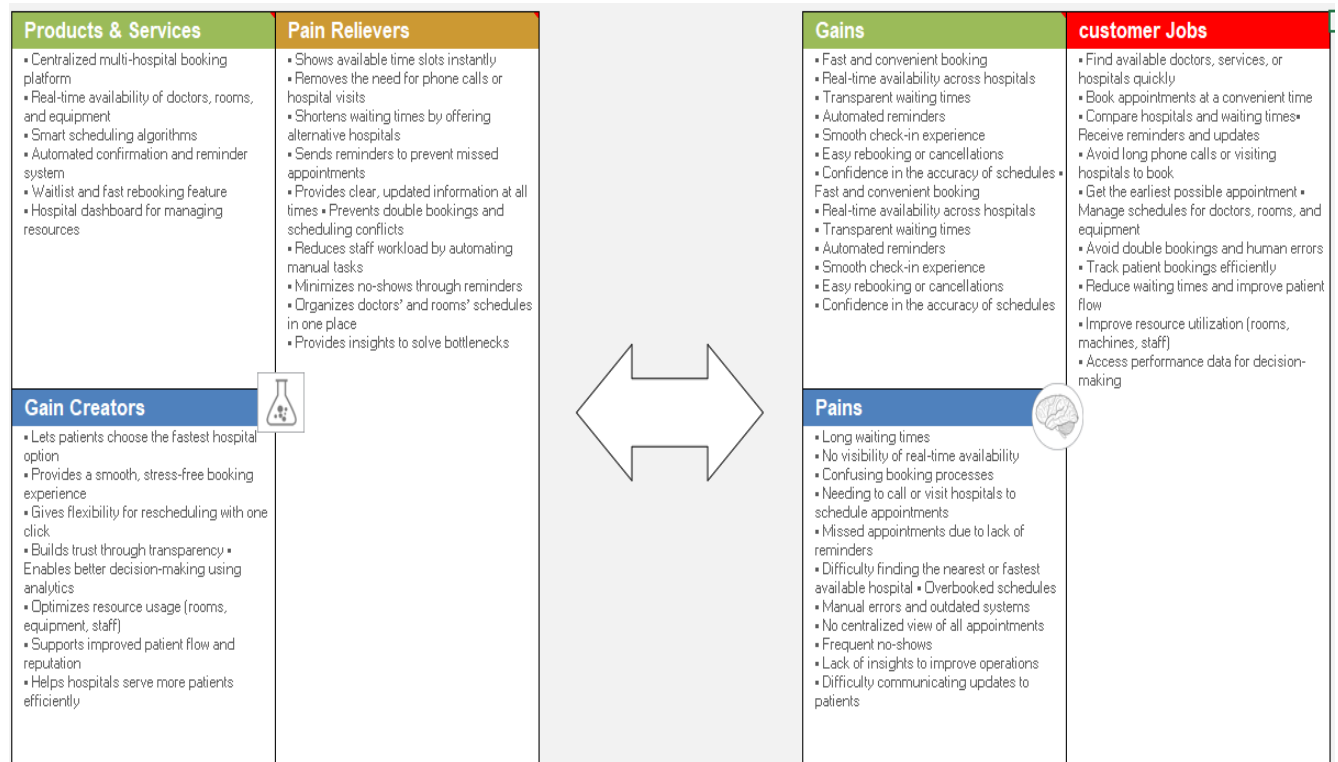 Products & Services
▪ Centralized multi-hospital booking
platform
▪ Real-time availability of doctors, rooms,
and equipment
▪ Smart scheduling algorithms
▪ Automated confirmation and reminder
system
▪ Waitlist and fast rebooking feature
▪ Hospital dashboard for managing
resources
Pain Relievers
▪ Shows available time slots instantly
▪ Removes the need for phone calls or
hospital visits
▪ Shortens waiting times by offering
alternative hospitals
▪ Sends reminders to prevent missed
appointments
▪ Provides clear, updated information at all
times ▪ Prevents double bookings and
scheduling conflicts
▪ Reduces staff workload by automating
manual tasks
▪ Minimizes no-shows through reminders
▪ Organizes doctors’ and rooms’ schedules
in one place
▪ Provides insights to solve bottlenecks
Gain Creators
▪ Lets patients choose the fastest hospital
option
▪ Provides a smooth, stress-free booking
experience
▪ Gives flexibility for rescheduling with one
click
▪ Builds trust through transparency ▪
Enables better decision-making using
analytics
▪ Optimizes resource usage (rooms,
equipment, staff)
▪ Supports improved patient flow and
reputation
▪ Helps hospitals serve more patients
efficiently
Gains
▪ Fast and convenient booking
▪ Real-time availability across hospitals
▪ Transparent waiting times
▪ Automated reminders
▪ Smooth check-in experience
▪ Easy rebooking or cancellations
▪ Confidence in the accuracy of schedules ▪
Fast and convenient booking
▪ Real-time availability across hospitals
▪ Transparent waiting times
▪ Automated reminders
▪ Smooth check-in experience
▪ Easy rebooking or cancellations
▪ Confidence in the accuracy of schedules
Pains
▪ Long waiting times
▪ No visibility of real-time availability
▪ Confusing booking processes
▪ Needing to call or visit hospitals to
schedule appointments
▪ Missed appointments due to lack of
reminders
▪ Difficulty finding the nearest or fastest
available hospital ▪ Overbooked schedules
▪ Manual errors and outdated systems
▪ No centralized view of all appointments
▪ Frequent no-shows
▪ Lack of insights to improve operations
▪ Difficulty communicating updates to
patients
customer Jobs
▪ Find available doctors, services, or
hospitals quickly
▪ Book appointments at a convenient time
▪ Compare hospitals and waiting times▪
Receive reminders and updates
▪ Avoid long phone calls or visiting
hospitals to book
▪ Get the earliest possible appointment ▪
Manage schedules for doctors, rooms, and
equipment
▪ Avoid double bookings and human errors
▪ Track patient bookings efficiently
▪ Reduce waiting times and improve patient
flow
▪ Improve resource utilization (rooms,
machines, staff)
▪ Access performance data for decision-
making